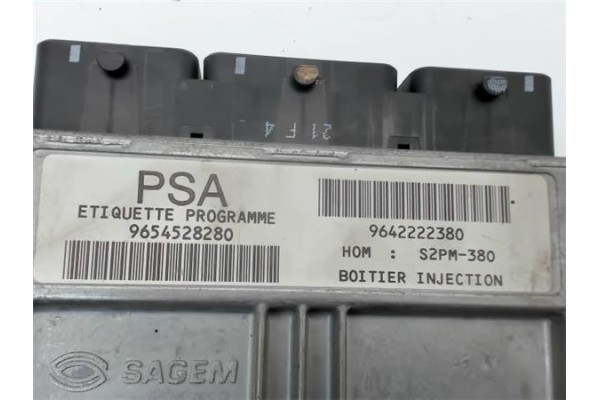 21F4
PSA
ETIQUETTE PROGRAMME
9654528280
9642222380
HOM : S2PM-380
BOITIER INJECTION
SAGEM